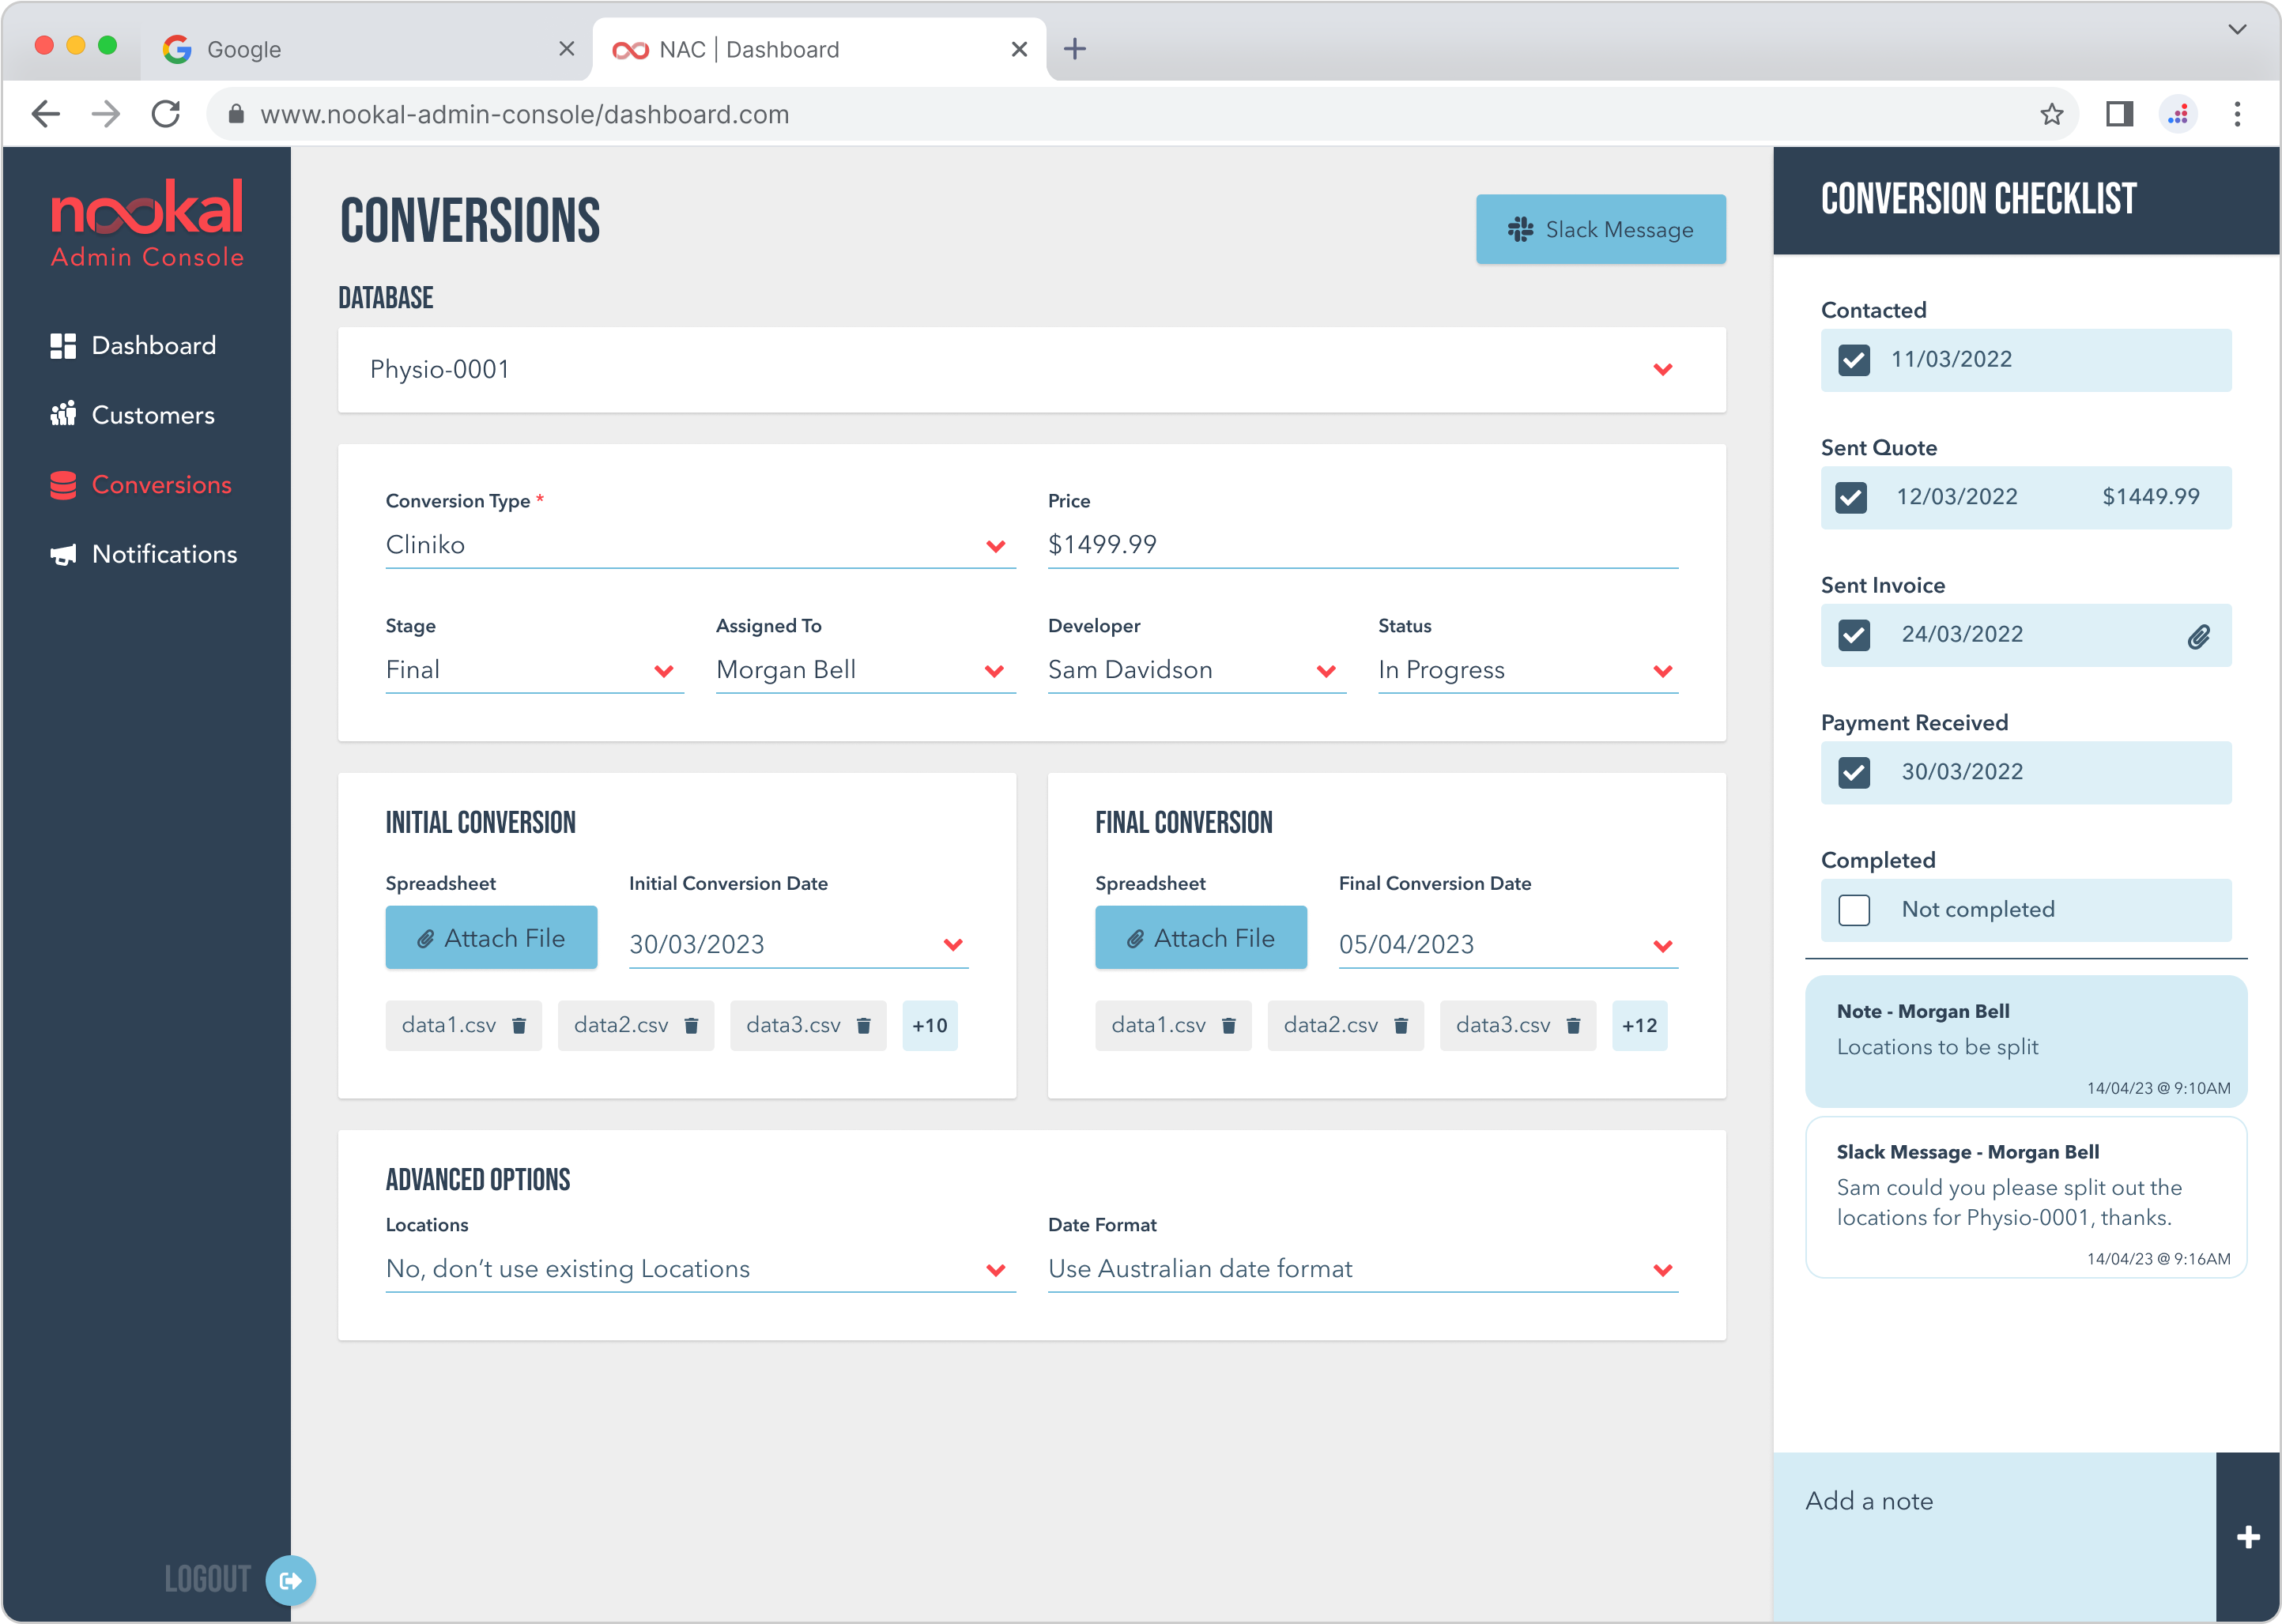 Google
NAC | Dashboard
www.nookal-admin-console/dashboard.com
nookal
Admin Console
Dashboard
Customers
Conversions
Notifications
LOGOUT
CONVERSIONS
Slack Message
DATABASE
Physio-0001
Conversion Type *
Price
Cliniko
$1499.99
Stage
Assigned To
Developer
Status
Final
Morgan Bell
Sam Davidson
In Progress
INITIAL CONVERSION
Spreadsheet
Initial Conversion Date
Attach File
30/03/2023
data1.csv
data2.csv
data3.csv
+10
FINAL CONVERSION
Spreadsheet
Final Conversion Date
Attach File
05/04/2023
data1.csv
data2.csv
data3.csv
+12
ADVANCED OPTIONS
Locations
Date Format
No, don’t use existing Locations
Use Australian date format
CONVERSION CHECKLIST
Contacted
11/03/2022
Sent Quote
12/03/2022
$1449.99
Sent Invoice
24/03/2022
Payment Received
30/03/2022
Completed
Not completed
Note - Morgan Bell
Locations to be split
14/04/23 @ 9:10AM
Slack Message - Morgan Bell
Sam could you please split out the
locations for Physio-0001, thanks.
14/04/23 @ 9:16AM
Add a note